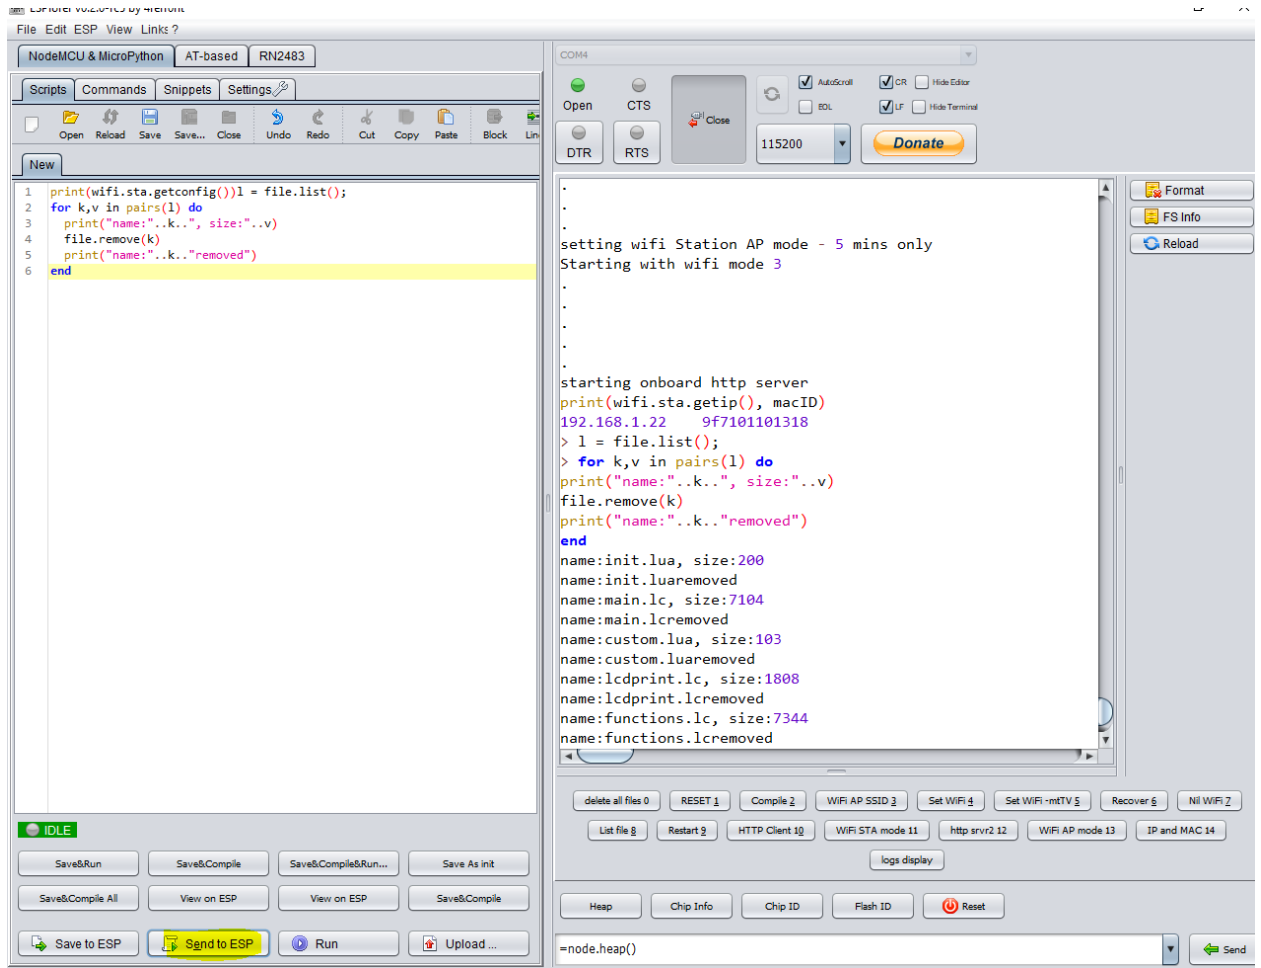 ESPlorer v0.2.0-rc5 by 4refr0nt
File Edit ESP View Links ?
NodeMCU & MicroPython AT-based RN2483
Scripts Commands Snippets Settings
Open Reload Save Save... Close Undo Redo Cut Copy Paste Block Lin
New
1 print(wifi.sta.getconfig())l = file.list();
2 for k,v in pairs(l) do
3 print("name:"..k..", size:"..v)
4 file.remove(k)
5 print("name:"..k.."removed")
6 end
IDLE
Save&Run Save&Compile Save&Compile&Run... Save As init
Save&Compile All View on ESP View on ESP Save&Compile
Save to ESP Send to ESP Run Upload ...
COM4
Open CTS Close AutoScroll CR Hide Editor
EOL LF Hide Terminal
DTR RTS 115200 Donate
.
.
.
setting wifi Station AP mode - 5 mins only
Starting with wifi mode 3
.
.
.
.
.
starting onboard http server
print(wifi.sta.getip(), macID)
192.168.1.22 9f7101101318
> l = file.list();
> for k,v in pairs(l) do
print("name:"..k..", size:"..v)
file.remove(k)
print("name:"..k.."removed")
end
name:init.lua, size:200
name:init.luaremoved
name:main.lc, size:7104
name:main.lcremoved
name:custom.lua, size:103
name:custom.luaremoved
name:lcdprint.lc, size:1808
name:lcdprint.lcremoved
name:functions.lc, size:7344
name:functions.lcremoved
Format
FS Info
Reload
delete all files 0 RESET 1 Compile 2 WiFi AP SSID 3 Set WiFi 4 Set WiFi -mtTV 5 Recover 6 Nil WiFi 7
List file 8 Restart 9 HTTP Client 10 WiFi STA mode 11 http srvr2 12 WiFi AP mode 13 IP and MAC 14
logs display
Heap Chip Info Chip ID Flash ID Reset
=node.heap() Send